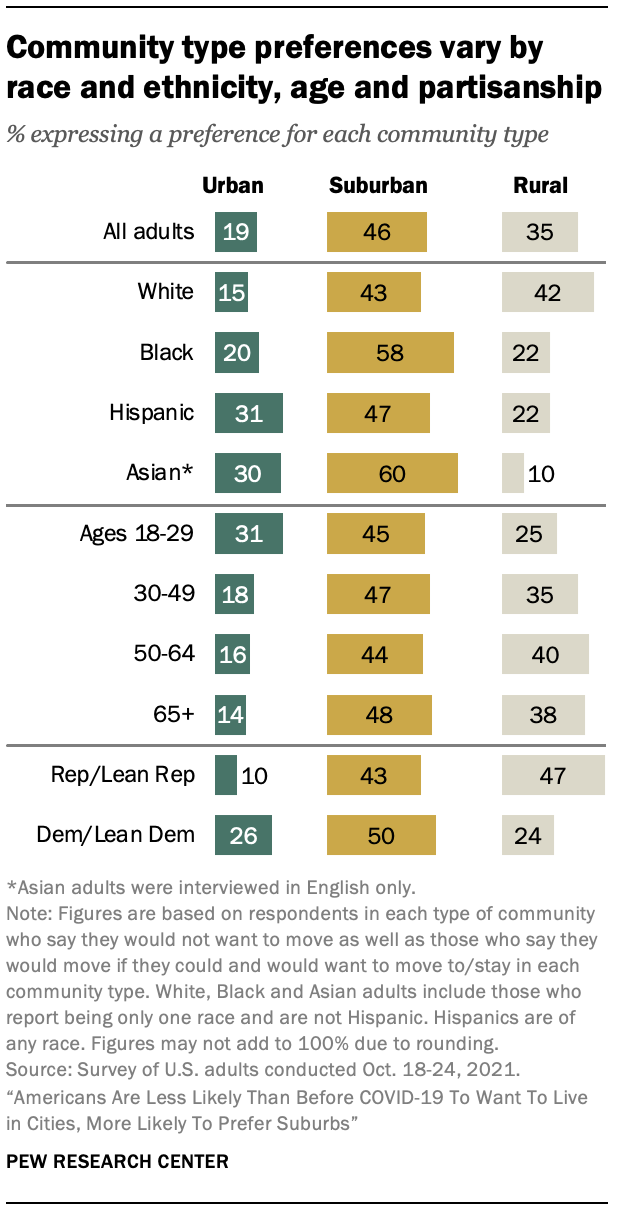 Community type preferences vary by
race and ethnicity, age and partisanship
% expressing a preference for each community type
Urban Suburban Rural
All adults 19 46 35
White 15 43 42
Black 20 58 22
Hispanic 31 47 22
Asian* 30 60 10
Ages 18-29 31 45 25
30-49 18 47 35
50-64 16 44 40
65+ 14 48 38
Rep/Lean Rep 10 43 47
Dem/Lean Dem 26 50 24
*Asian adults were interviewed in English only.
Note: Figures are based on respondents in each type of community
who say they would not want to move as well as those who say they
would move if they could and would want to move to/stay in each
community type. White, Black and Asian adults include those who
report being only one race and are not Hispanic. Hispanics are of
any race. Figures may not add to 100% due to rounding.
Source: Survey of U.S. adults conducted Oct. 18-24, 2021.
“Americans Are Less Likely Than Before COVID-19 To Want To Live
in Cities, More Likely To Prefer Suburbs”
PEW RESEARCH CENTER